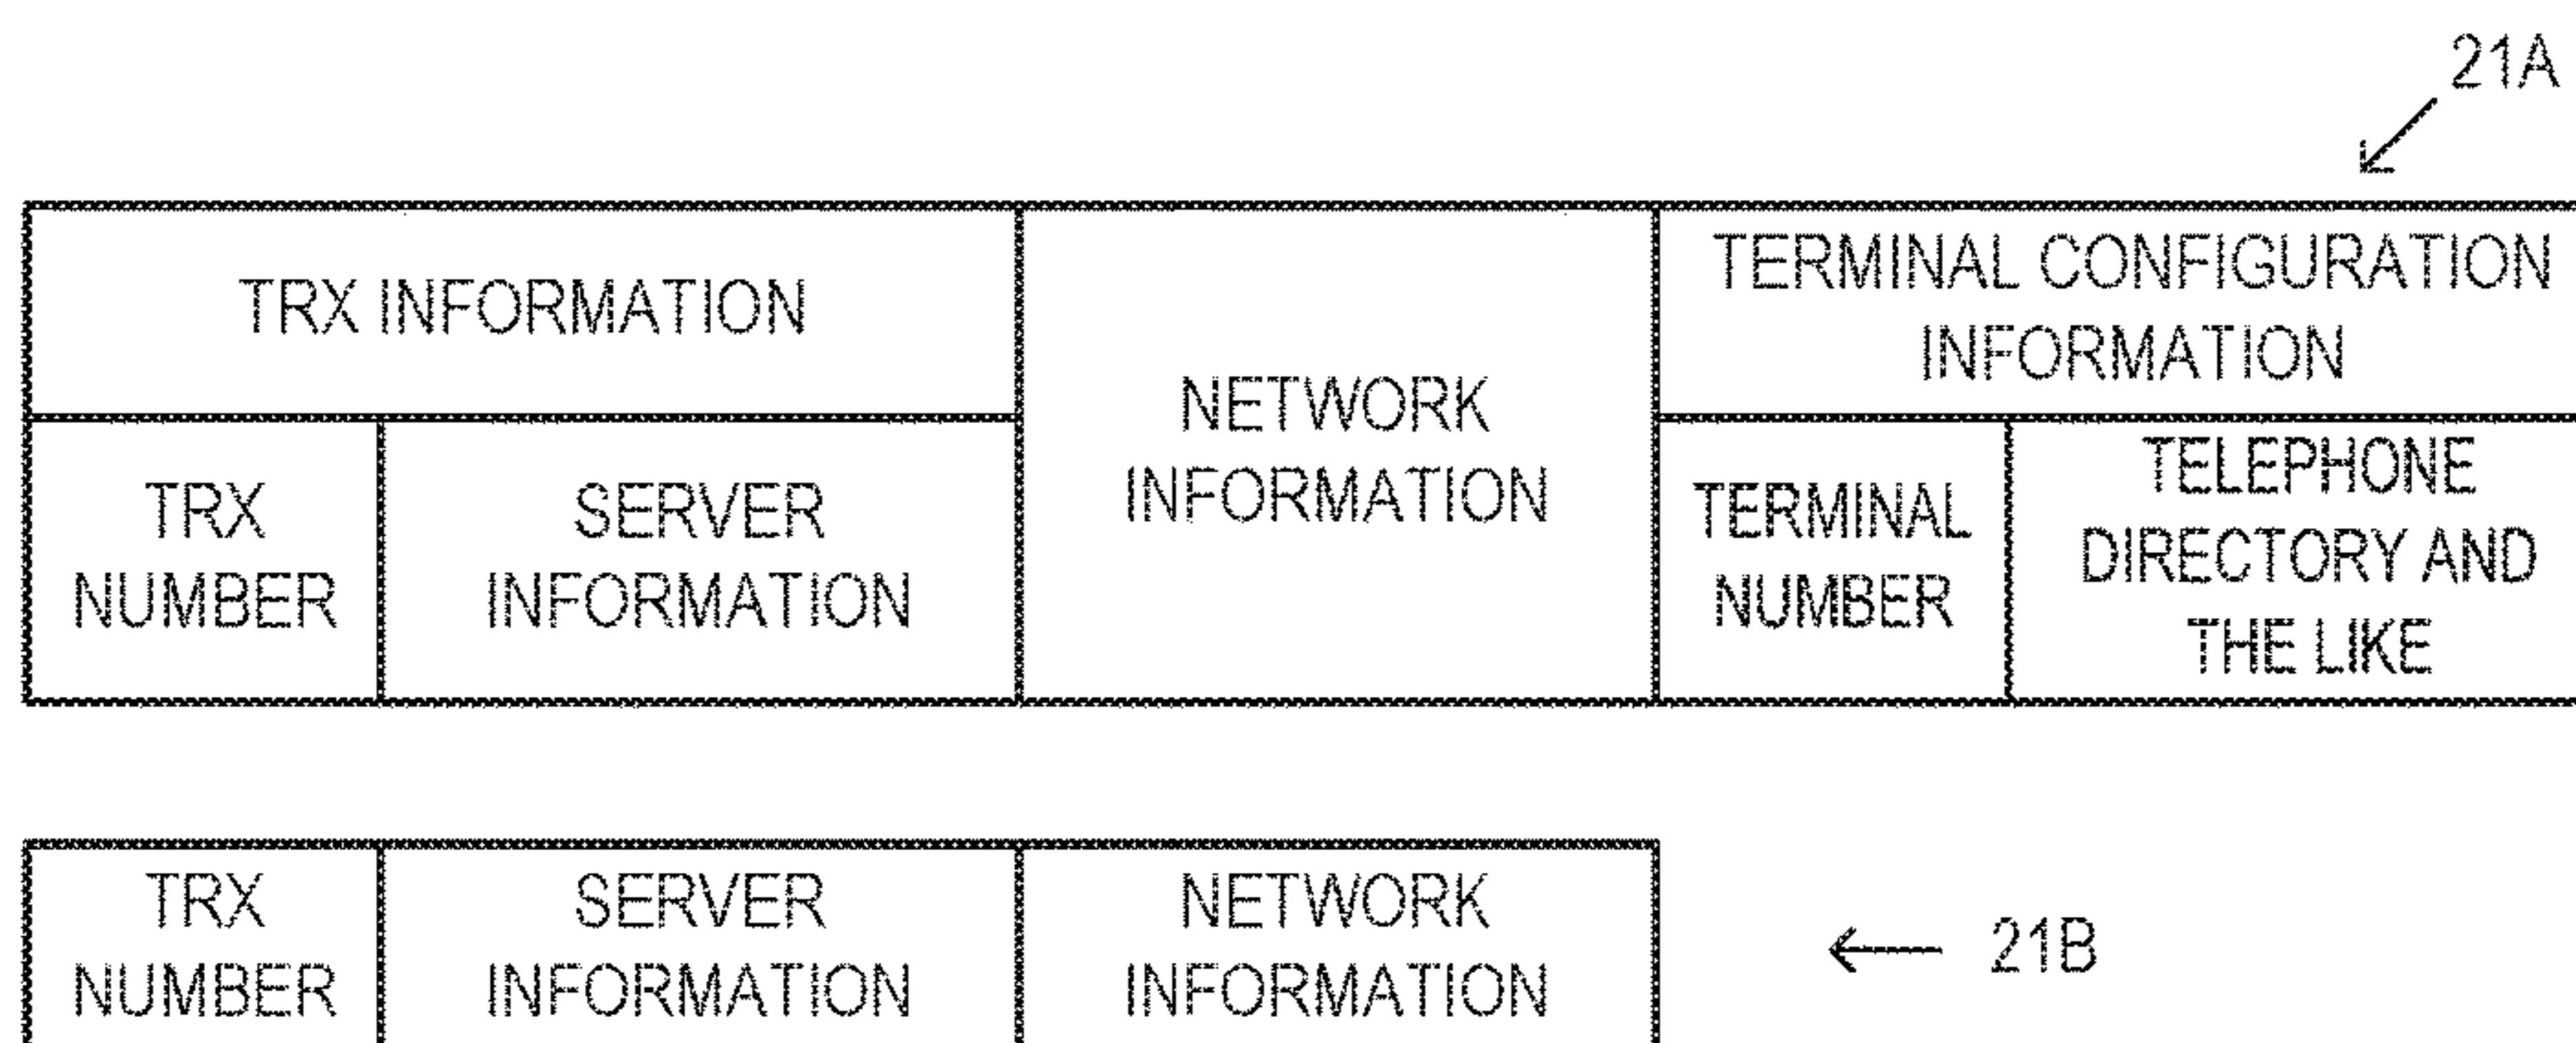 21A
TRX INFORMATION
NETWORK
INFORMATION
TERMINAL CONFIGURATION
INFORMATION
TRX
NUMBER
SERVER
INFORMATION
TERMINAL
NUMBER
TELEPHONE
DIRECTORY AND
THE LIKE
TRX
NUMBER
SERVER
INFORMATION
NETWORK
INFORMATION
21B